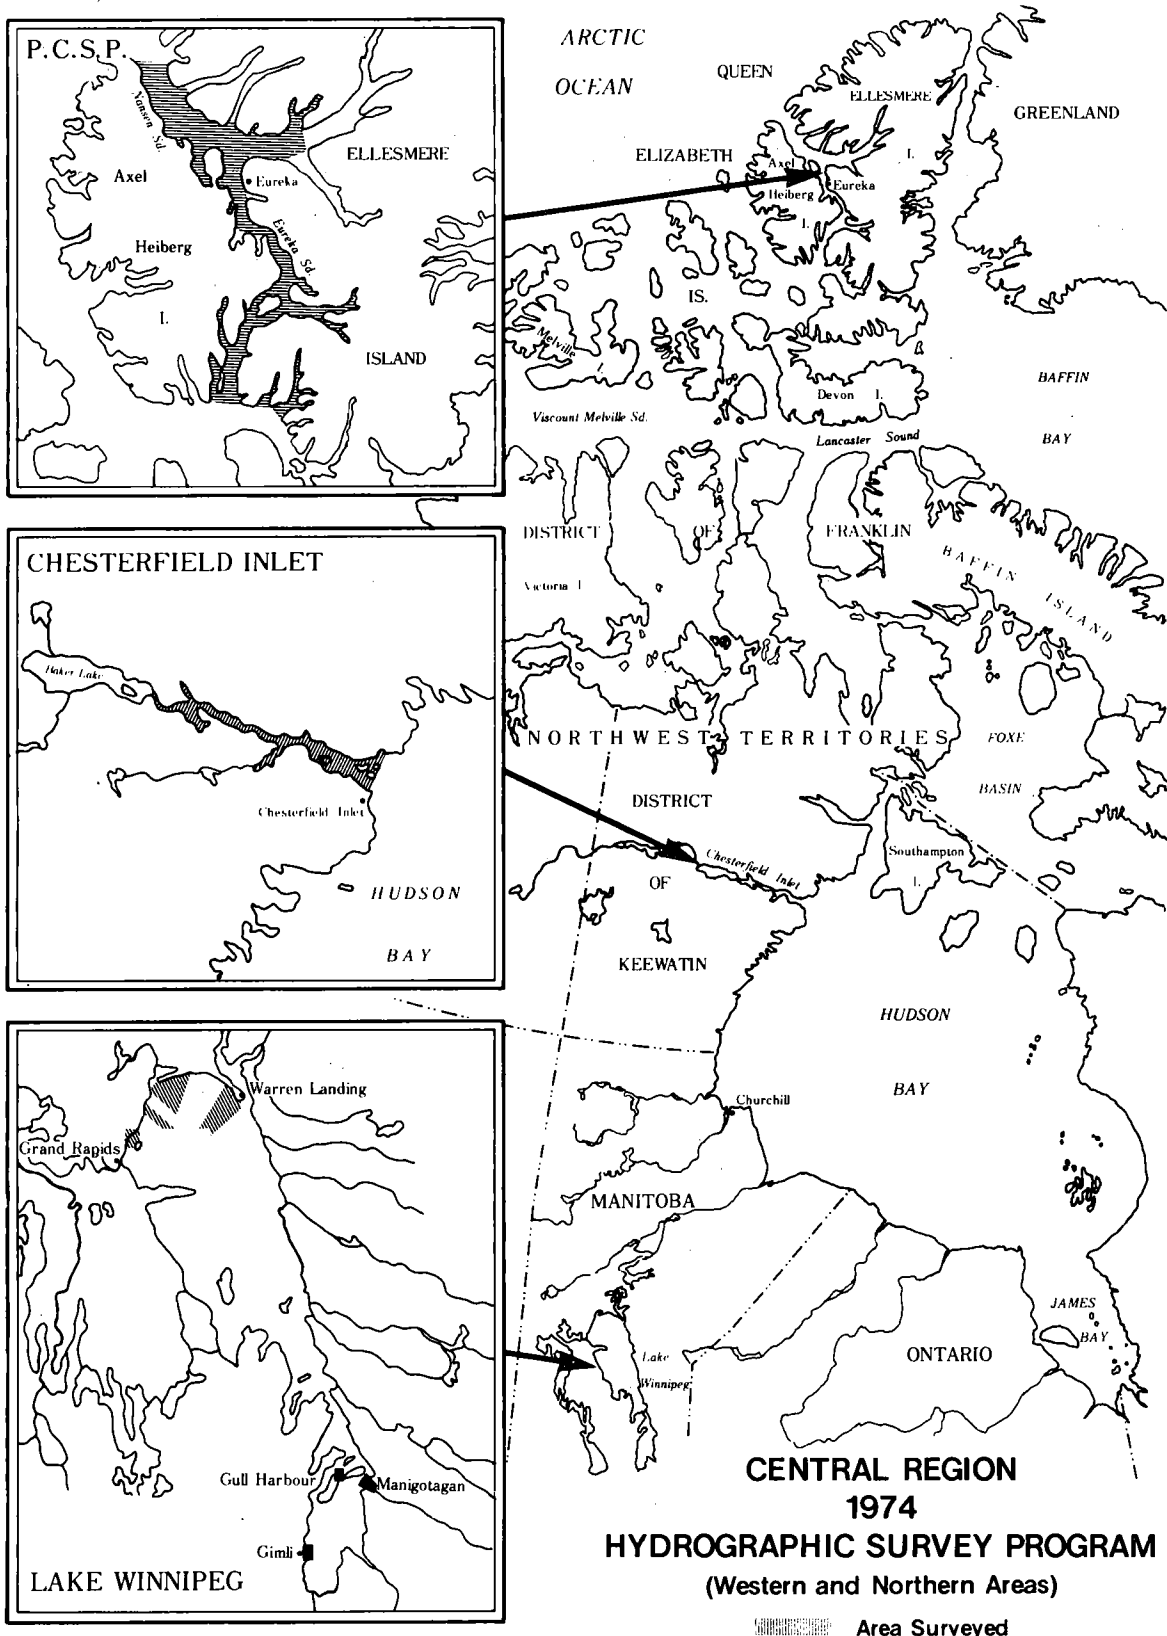 P.C.S.P.
Nansen Sd.
ELLESMERE
Axel
Eureka
Heiberg
Eureka Sd.
I.
ISLAND
CHESTERFIELD INLET
Baker Lake
Chesterfield Inlet
HUDSON
BAY
Warren Landing
Grand Rapids
Gull Harbour
Manigotagan
Gimli
LAKE WINNIPEG
ARCTIC
OCEAN
QUEEN
ELLESMERE
GREENLAND
ELIZABETH
I.
Axel
Eureka
Heiberg
I.
IS.
Melville
I.
BAFFIN
Devon I.
Viscount Melville Sd.
BAY
Lancaster Sound
DISTRICT OF FRANKLIN
BAFFIN ISLAND
Victoria I.
NORTHWEST TERRITORIES
FOXE
BASIN
DISTRICT
Chesterfield Inlet
Southampton
I.
OF
KEEWATIN
HUDSON
BAY
Churchill
MANITOBA
JAMES
BAY
Lake
Winnipeg
ONTARIO
CENTRAL REGION
1974
HYDROGRAPHIC SURVEY PROGRAM
(Western and Northern Areas)
Area Surveyed